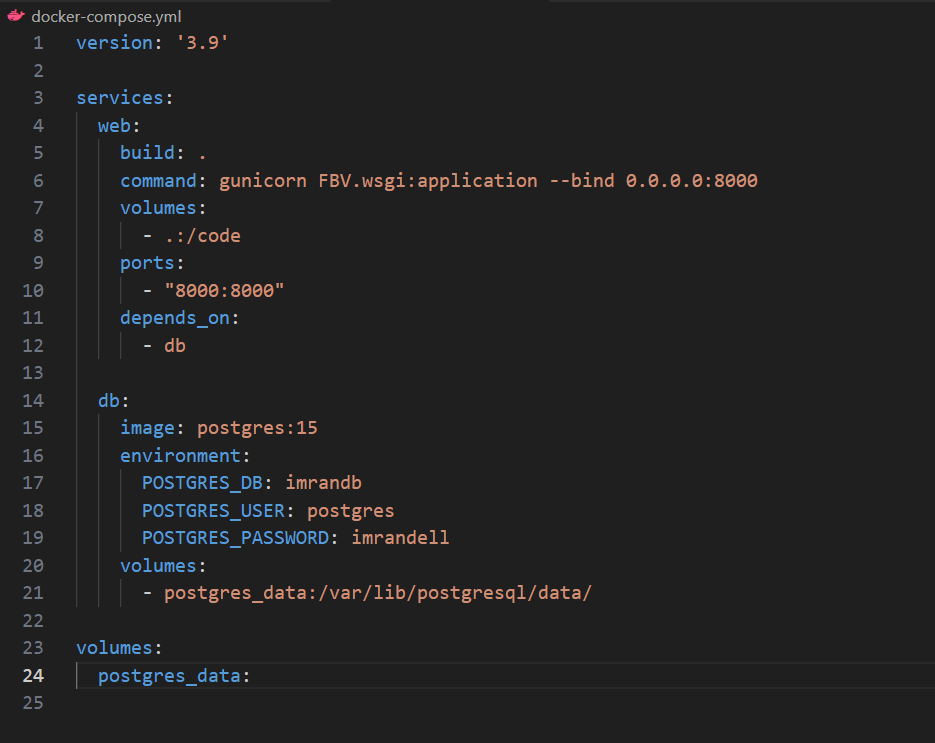 docker-compose.yml
1 version: '3.9'
2
3 services:
4   web:
5     build: .
6     command: gunicorn FBV.wsgi:application --bind 0.0.0.0:8000
7     volumes:
8       - .:/code
9     ports:
10       - "8000:8000"
11     depends_on:
12       - db
13
14   db:
15     image: postgres:15
16     environment:
17       POSTGRES_DB: imrandb
18       POSTGRES_USER: postgres
19       POSTGRES_PASSWORD: imrandell
20     volumes:
21       - postgres_data:/var/lib/postgresql/data/
22
23 volumes:
24   postgres_data:
25